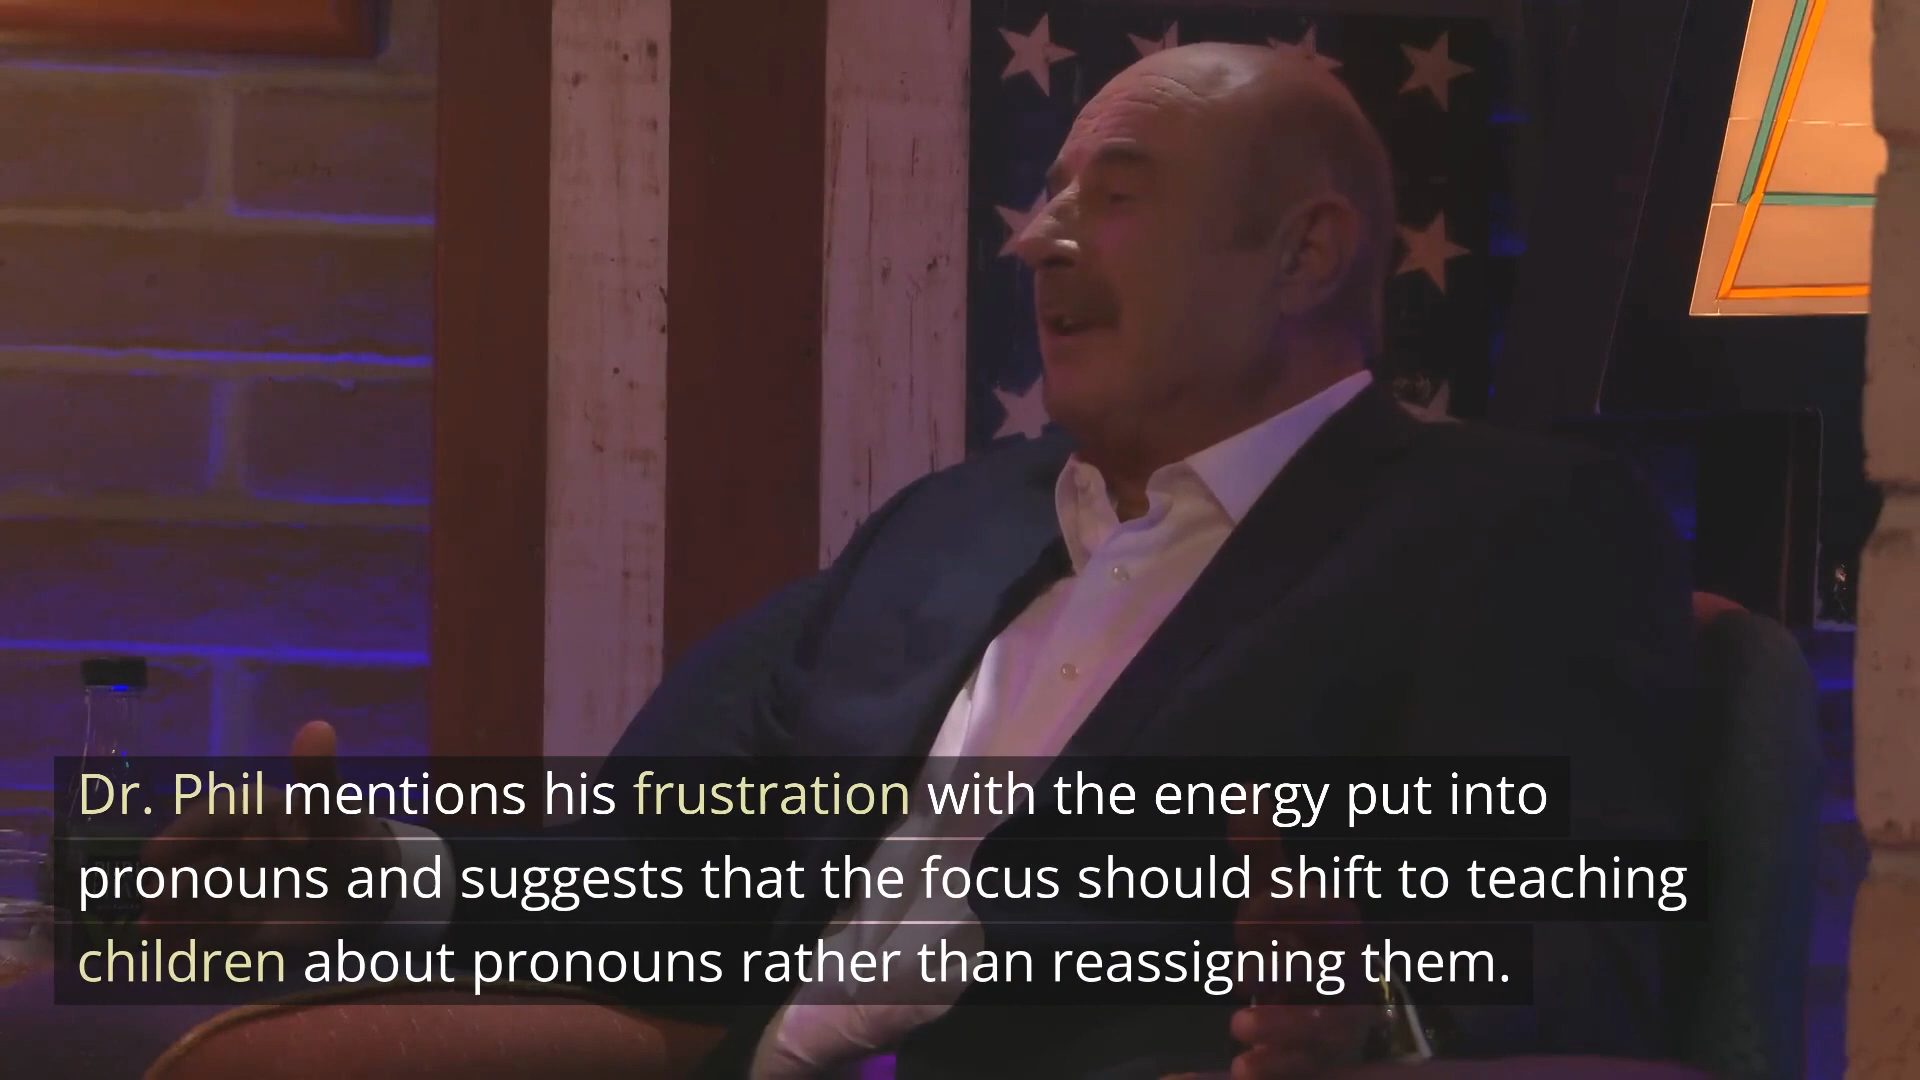 Dr. Phil mentions his frustration with the energy put into
pronouns and suggests that the focus should shift to teaching
children about pronouns rather than reassigning them.